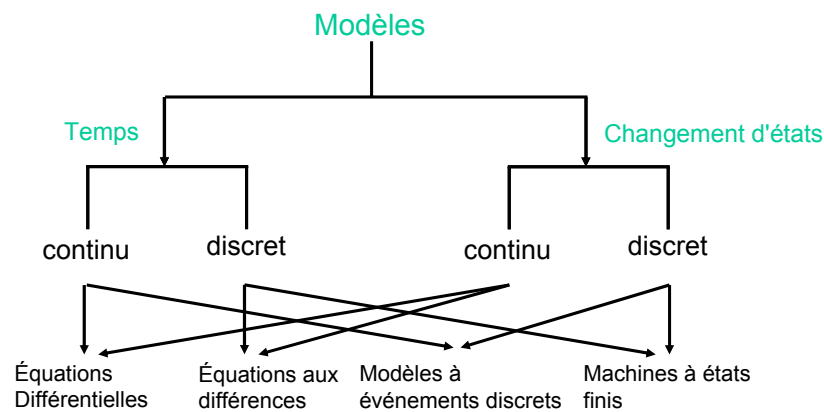 Modèles
Temps
Changement d'états
continu
discret
continu
discret
Équations
Différentielles
Équations aux
différences
Modèles à
événements discrets
Machines à états
finis